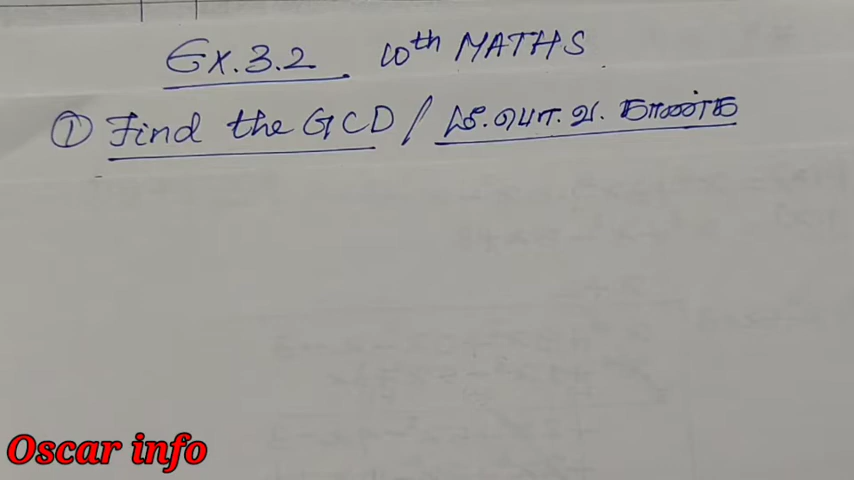 Ex.3.2 10th MATHS
① Find the GCD / மீ.பொ.வ. காண்க
Oscar info